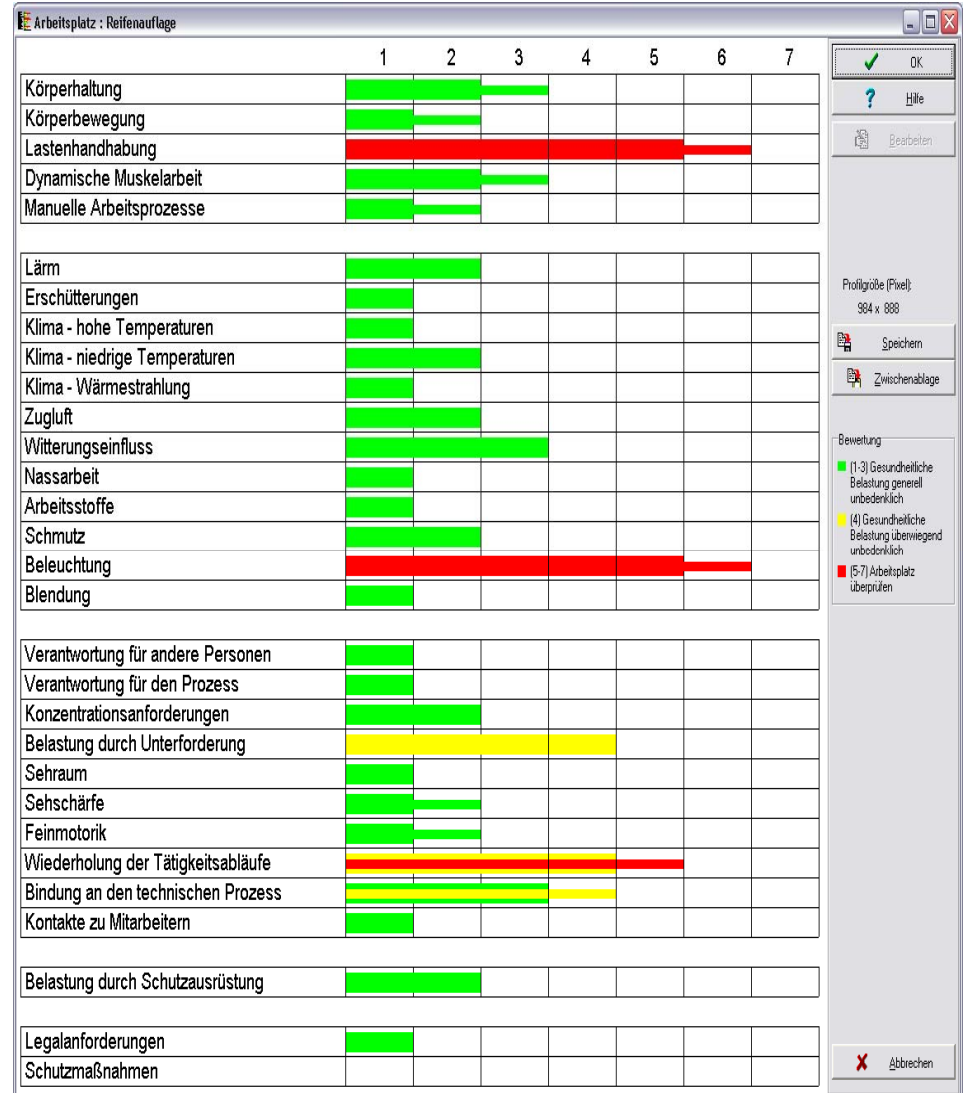 Arbeitsplatz : Reifenauflage
1 2 3 4 5 6 7
Körperhaltung
Körperbewegung
Lastenhandhabung
Dynamische Muskelarbeit
Manuelle Arbeitsprozesse
Lärm
Erschütterungen
Klima - hohe Temperaturen
Klima - niedrige Temperaturen
Klima - Wärmestrahlung
Zugluft
Witterungseinfluss
Nassarbeit
Arbeitsstoffe
Schmutz
Beleuchtung
Blendung
Verantwortung für andere Personen
Verantwortung für den Prozess
Konzentrationsanforderungen
Belastung durch Unterforderung
Sehraum
Sehschärfe
Feinmotorik
Wiederholung der Tätigkeitsabläufe
Bindung an den technischen Prozess
Kontakte zu Mitarbeitern
Belastung durch Schutzausrüstung
Legalanforderungen
Schutzmaßnahmen
OK
Hilfe
Bearbeiten
Profilgröße (Pixel):
984 x 888
Speichern
Zwischenablage
Bewertung
(1-3) Gesundheitliche
Belastung generell
unbedenklich
(4) Gesundheitliche
Belastung überwiegend
unbedenklich
(5-7) Arbeitsplatz
überprüfen
Abbrechen